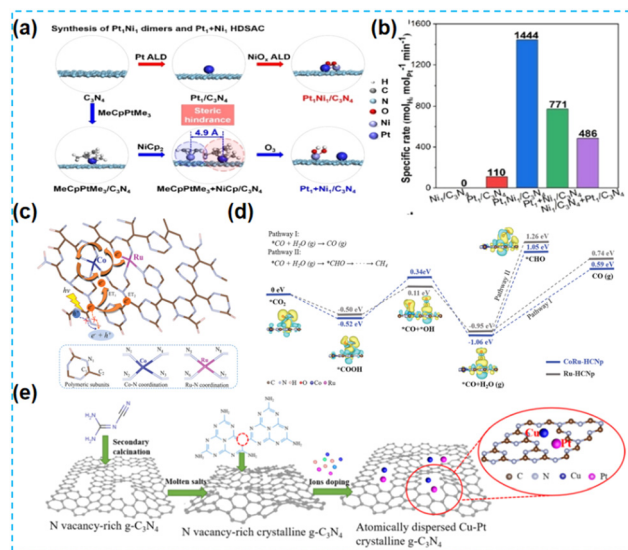 (a)
Synthesis of Pt₁Ni₁ dimers and Pt₁+Ni₁ HDSAC
Pt ALD
NiOₓ ALD
C₃N₄
Pt₁/C₃N₄
Pt₁Ni₁/C₃N₄
MeCpPtMe₃
Steric
hindrance
4.9 Å
NiCp₂
O₃
MeCpPtMe₃/C₃N₄
MeCpPtMe₃+NiCp/C₃N₄
Pt₁+Ni₁/C₃N₄
H
C
N
O
Ni
Pt
(b)
Specific rate (mol
1600
1200
800
400
0
0
110
1444
771
486
Ni₁/C₃N₄
Pt₁/C₃N₄
Pt₁Ni₁/C₃N₄
Pt₁+Ni₁/C₃N₄
Ni₁/C₃N₄+Pt₁/C₃N₄
(c)
Co
Ru
hv
e⁻ + h⁺
Polymeric subunits
Co-N coordination
Ru-N coordination
(d)
Pathway I:
*CO + H₂O (g) → CO (g)
Pathway II:
*CO + H₂O (g) → *CHO → ⋯ → CH₄
0 eV
*CO₂
-0.50 eV
-0.52 eV
*COOH
0.34eV
0.11 eV
*CO+*OH
-0.95 eV
-1.06 eV
*CO+H₂O (g)
1.26 eV
1.05 eV
*CHO
Pathway II
Pathway I
0.74 eV
0.59 eV
CO (g)
CoRu-HCNp
Ru-HCNp
C N H O Co Ru
(e)
N
NH₂
H₂N
Secondary
calcination
Molten salts
Ions doping
N vacancy-rich g-C₃N₄
N vacancy-rich crystalline g-C₃N₄
Atomically dispersed Cu-Pt
crystalline g-C₃N₄
Cu
Pt
C N Cu Pt